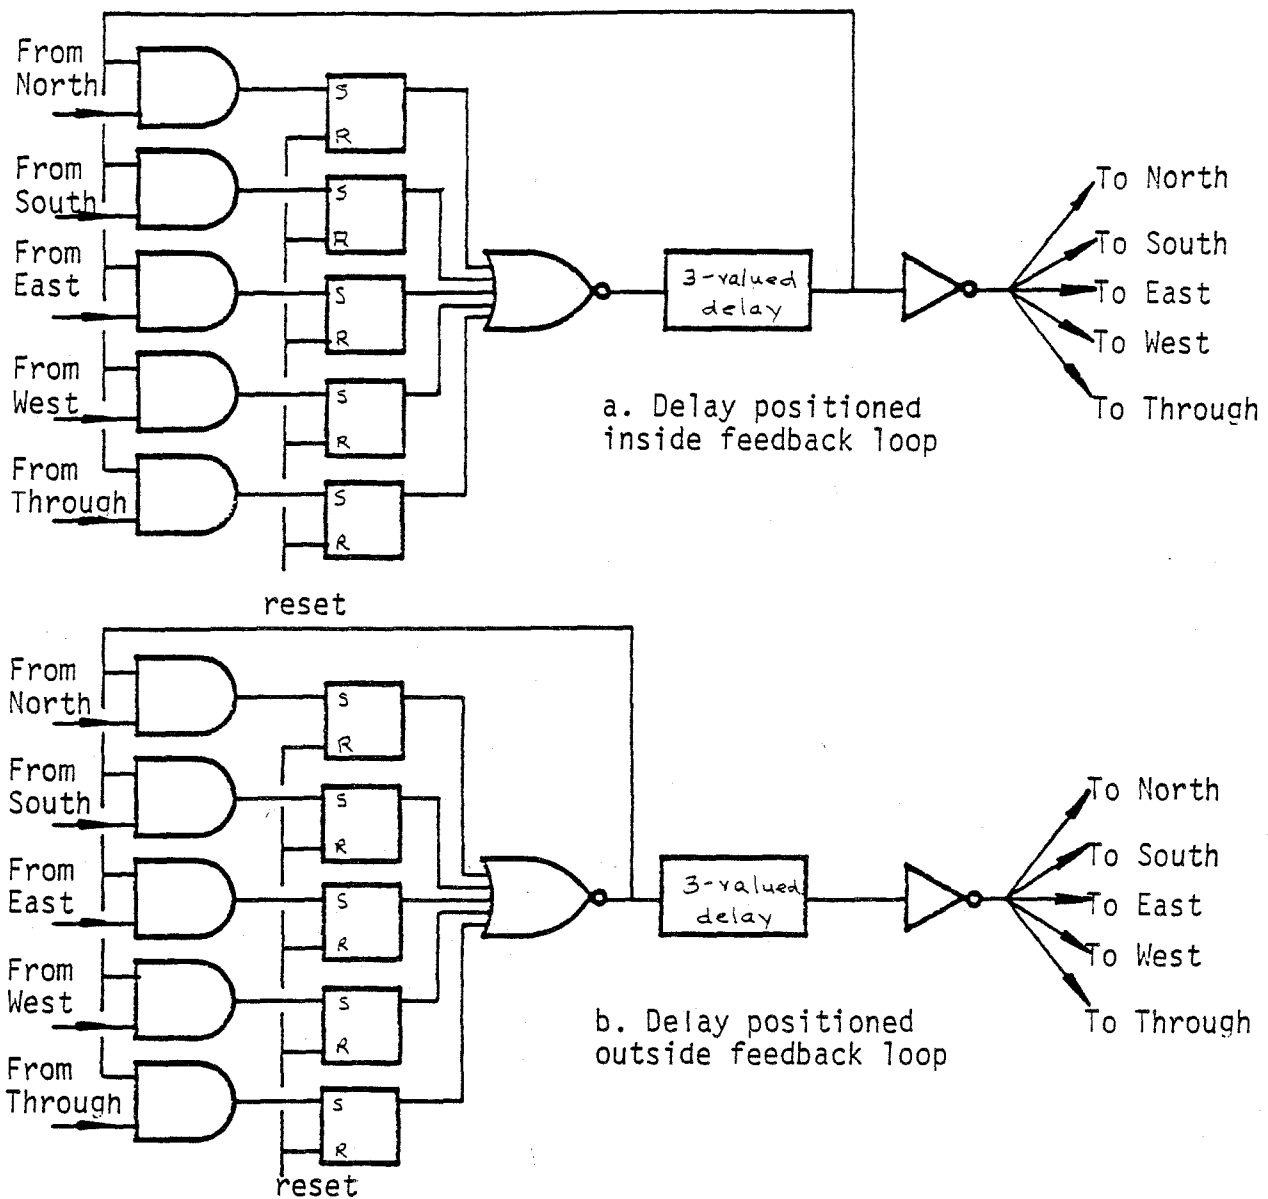 From
North
S
R
From
South
S
R
From
East
S
R
From
West
S
R
From
Through
S
R
reset
3-valued
delay
To North
To South
To East
To West
To Through
a. Delay positioned
inside feedback loop
From
North
S
R
From
South
S
R
From
East
S
R
From
West
S
R
From
Through
S
R
reset
3-valued
delay
To North
To South
To East
To West
To Through
b. Delay positioned
outside feedback loop